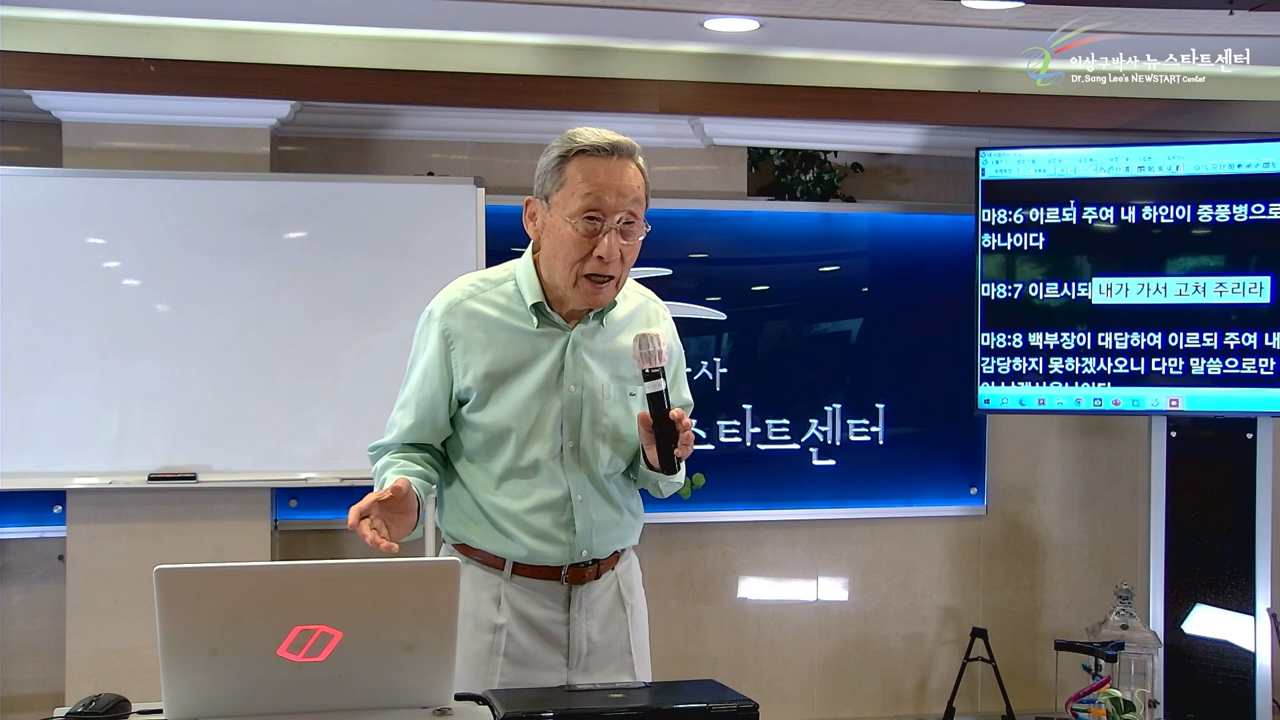 이상구박사 뉴스타트센터
Dr. Sang Lee's NEWSTART Center
마8:6 이르되 주여 내 하인이 중풍병으로
하나이다
마8:7 이르시되 내가 가서 고쳐 주리라
마8:8 백부장이 대답하여 이르되 주여 내
감당하지 못하겠사오니 다만 말씀으로만
사
스타트센터